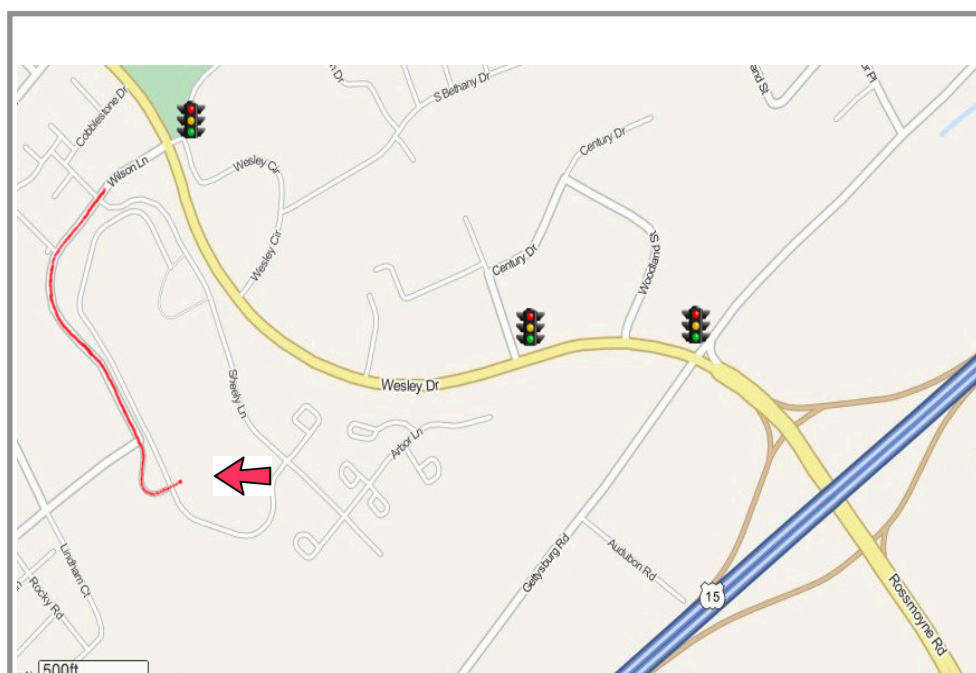 S Bethany Dr
Cobblestone Dr
Wilson Ln
Wesley Cir
Century Dr
Wesley Cir
Century Dr
Woodland St
Wesley Dr
Sheely Ln
Arbor Ln
Gettysburg Rd
Audubon Rd
Lindham Ct
Rocky Rd
15
Rossmoyne Rd
500ft